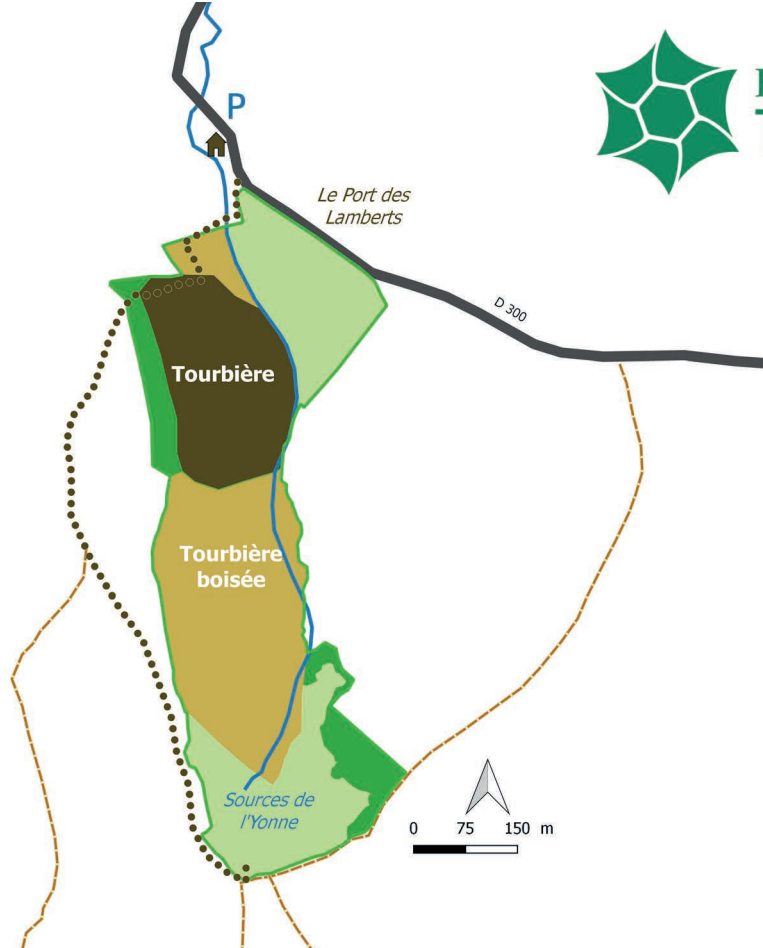 P
Le Port des
Lamberts
D 300
Tourbière
Tourbière
boisée
Sources de
l'Yonne
0 75 150 m